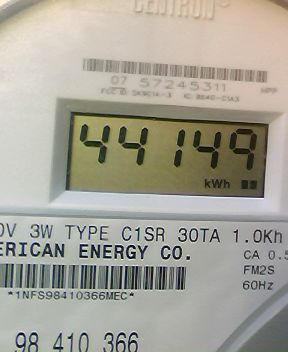 CENTRON
07 57245311
44149
kWh
0V 3W TYPE C1SR 30TA 1.0Kh
ERICAN ENERGY CO.
CA 0.5
FM2S
60Hz
*1NFS98410366MEC*
98 410 366